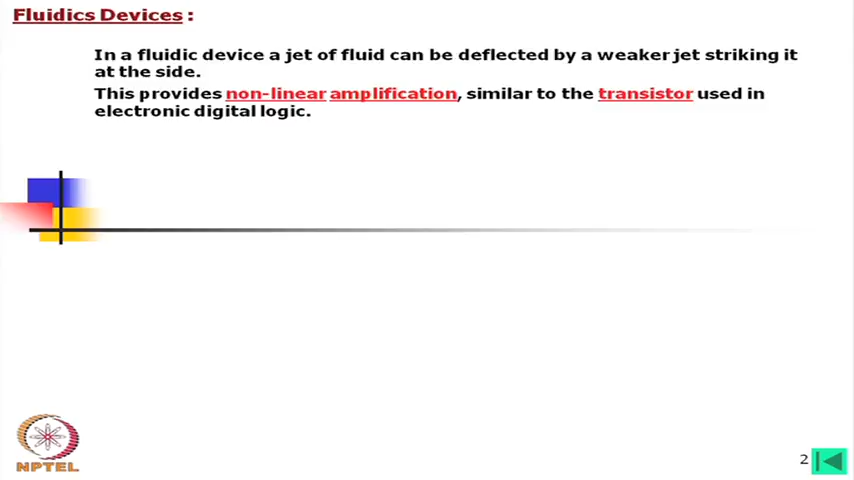 Fluidics Devices :
In a fluidic device a jet of fluid can be deflected by a weaker jet striking it
at the side.
This provides non-linear amplification, similar to the transistor used in
electronic digital logic.
NPTEL
2